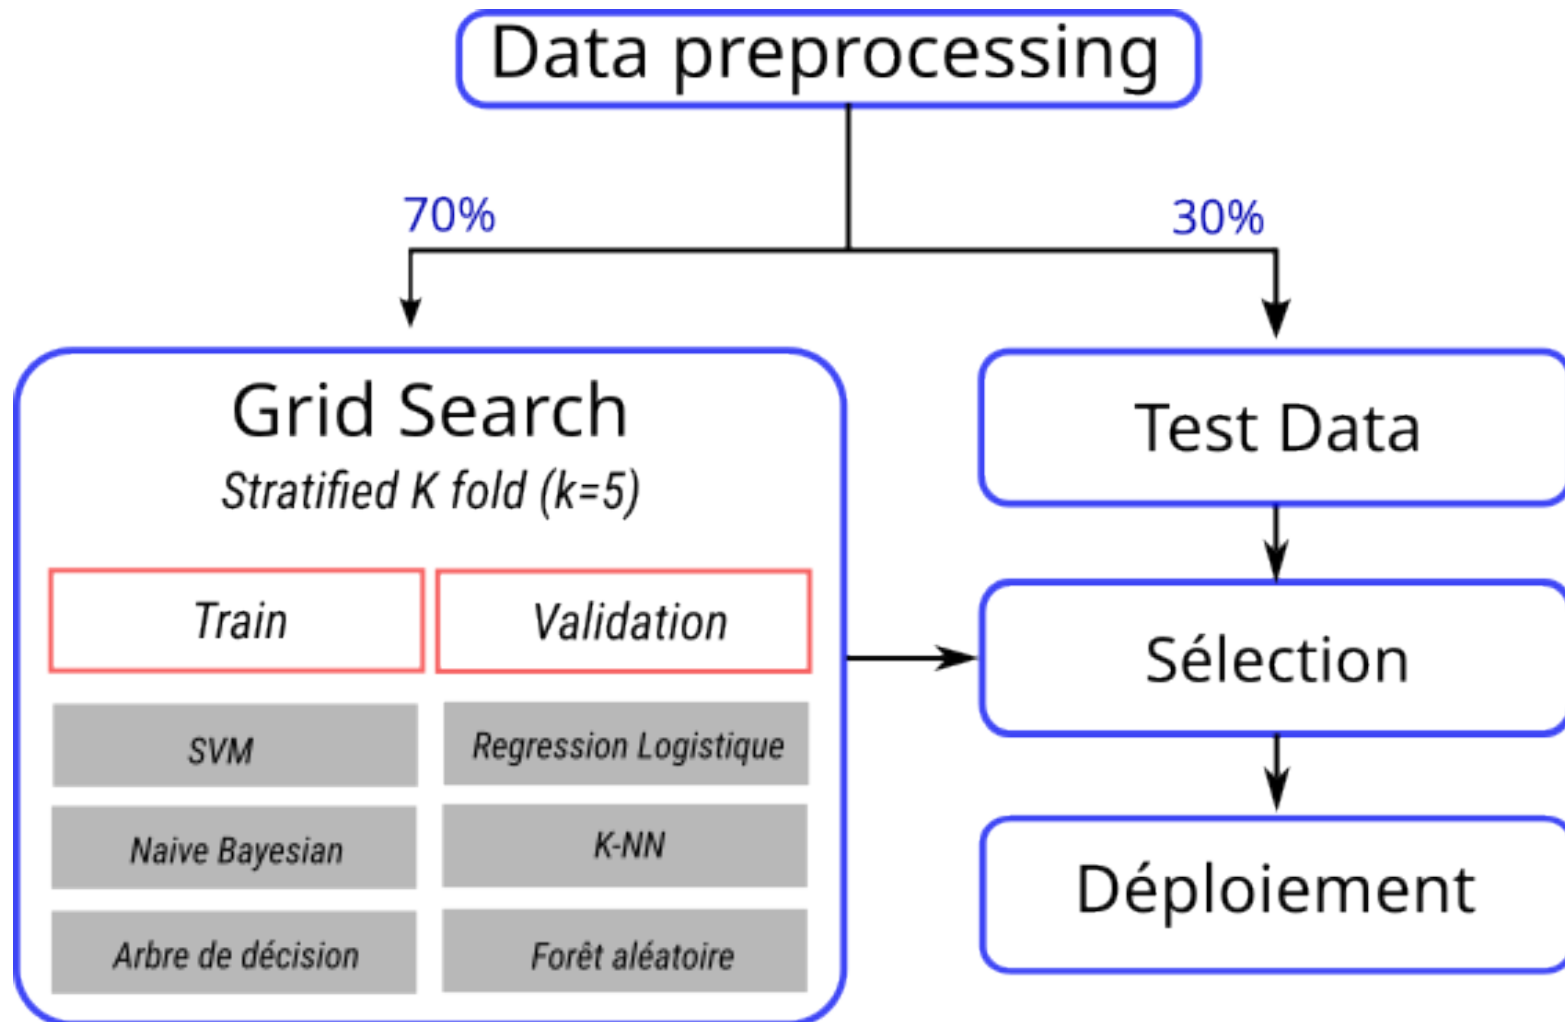 Data preprocessing
70%
30%
Grid Search
Stratified K fold (k=5)
Train
Validation
SVM
Regression Logistique
Naive Bayesian
K-NN
Arbre de décision
Forêt aléatoire
Test Data
Sélection
Déploiement